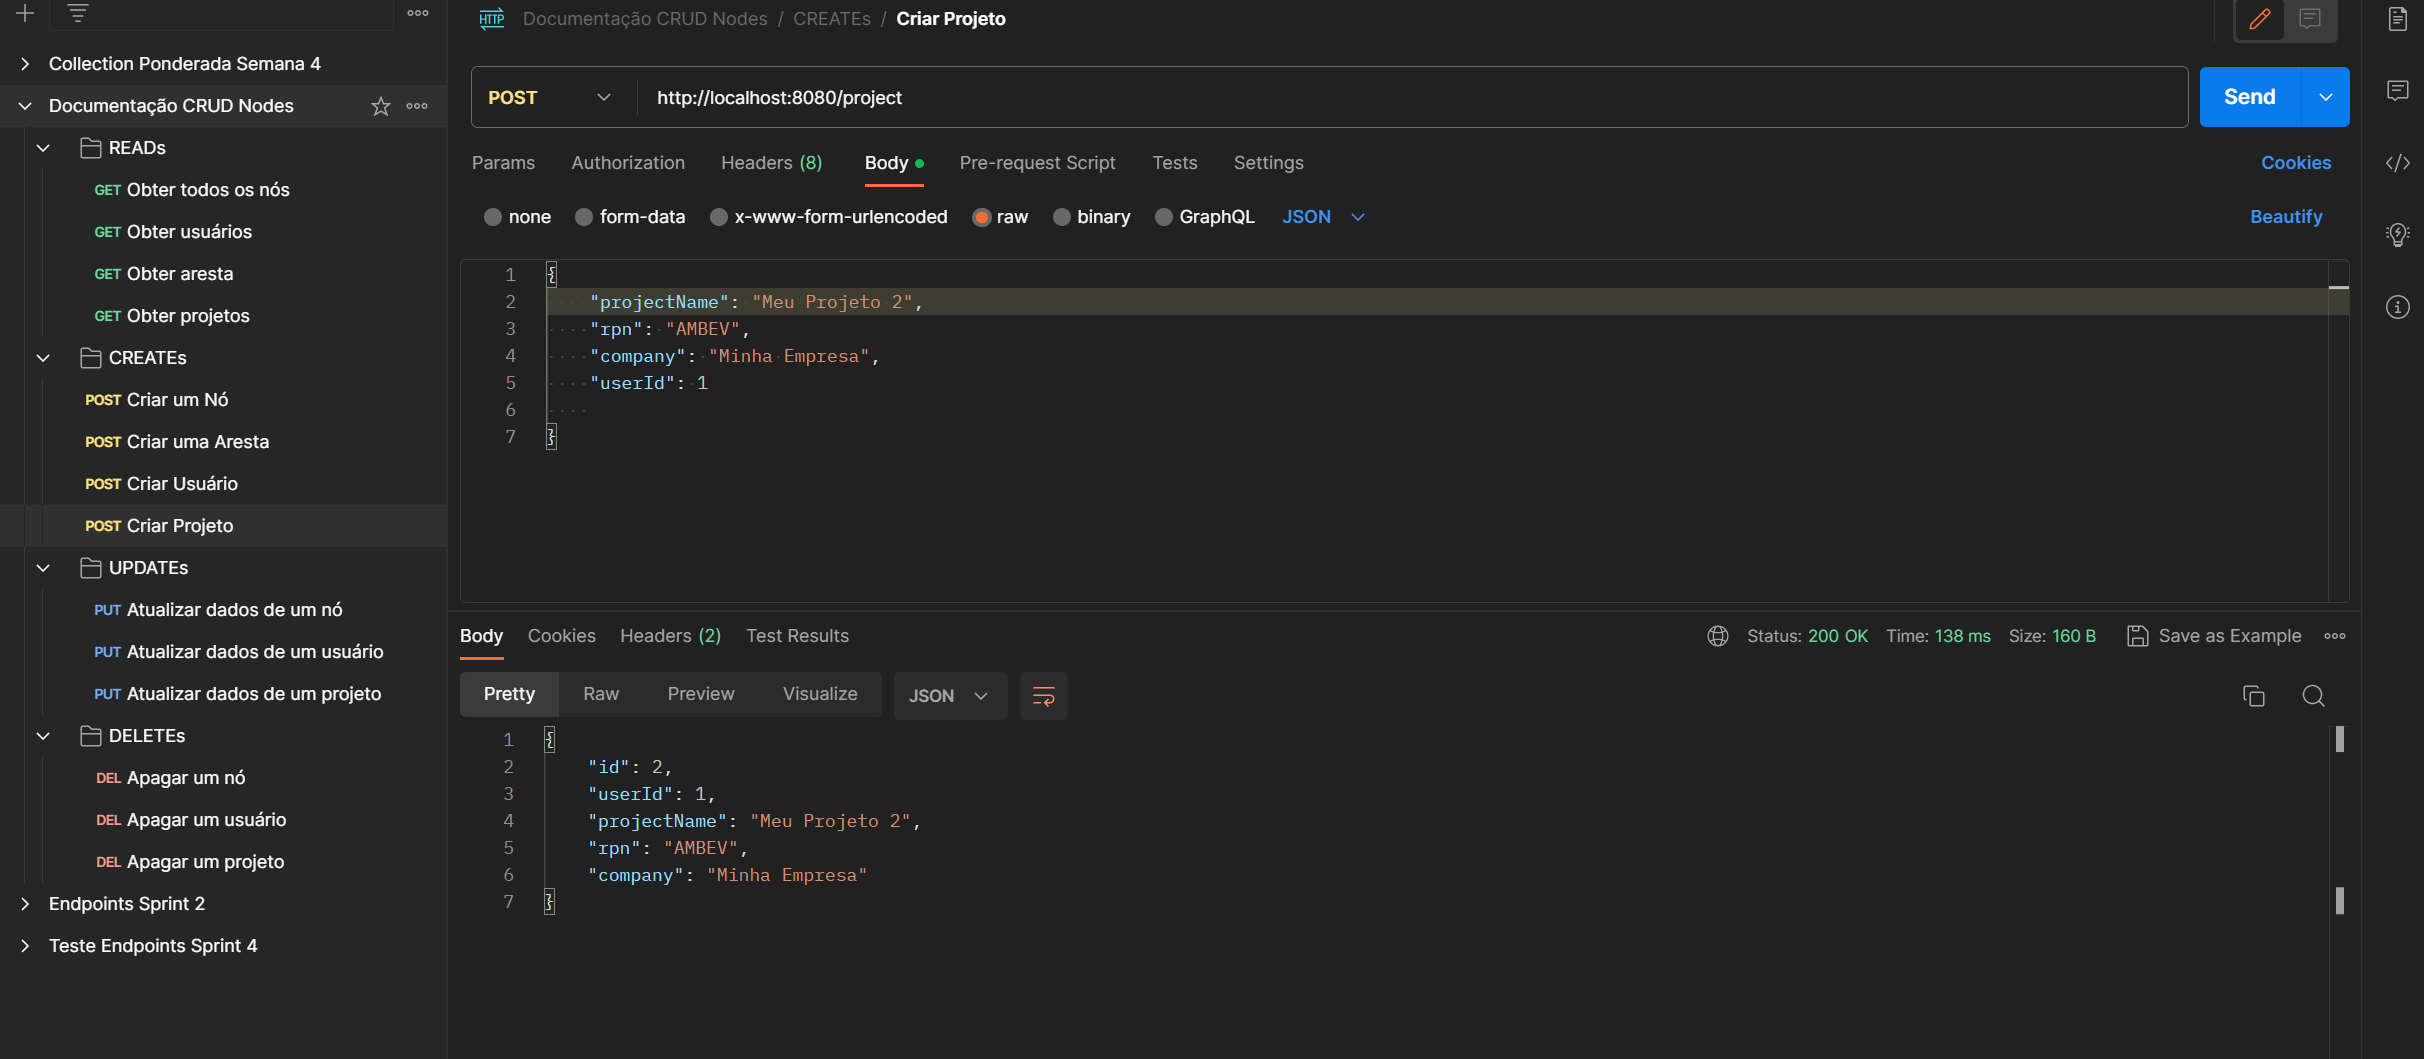 Collection Ponderada Semana 4
Documentação CRUD Nodes
READs
GET Obter todos os nós
GET Obter usuários
GET Obter aresta
GET Obter projetos
CREATEs
POST Criar um Nó
POST Criar uma Aresta
POST Criar Usuário
POST Criar Projeto
UPDATEs
PUT Atualizar dados de um nó
PUT Atualizar dados de um usuário
PUT Atualizar dados de um projeto
DELETEs
DEL Apagar um nó
DEL Apagar um usuário
DEL Apagar um projeto
Endpoints Sprint 2
Teste Endpoints Sprint 4
HTTP Documentação CRUD Nodes / CREATEs / Criar Projeto
POST http://localhost:8080/project Send
Params Authorization Headers (8) Body Pre-request Script Tests Settings Cookies
none form-data x-www-form-urlencoded raw binary GraphQL JSON Beautify
1 {
2 "projectName": "Meu Projeto 2",
3 "rpn": "AMBEV",
4 "company": "Minha Empresa",
5 "userId": 1
6
7 }
Body Cookies Headers (2) Test Results Status: 200 OK Time: 138 ms Size: 160 B Save as Example
Pretty Raw Preview Visualize JSON
1 {
2 "id": 2,
3 "userId": 1,
4 "projectName": "Meu Projeto 2",
5 "rpn": "AMBEV",
6 "company": "Minha Empresa"
7 }